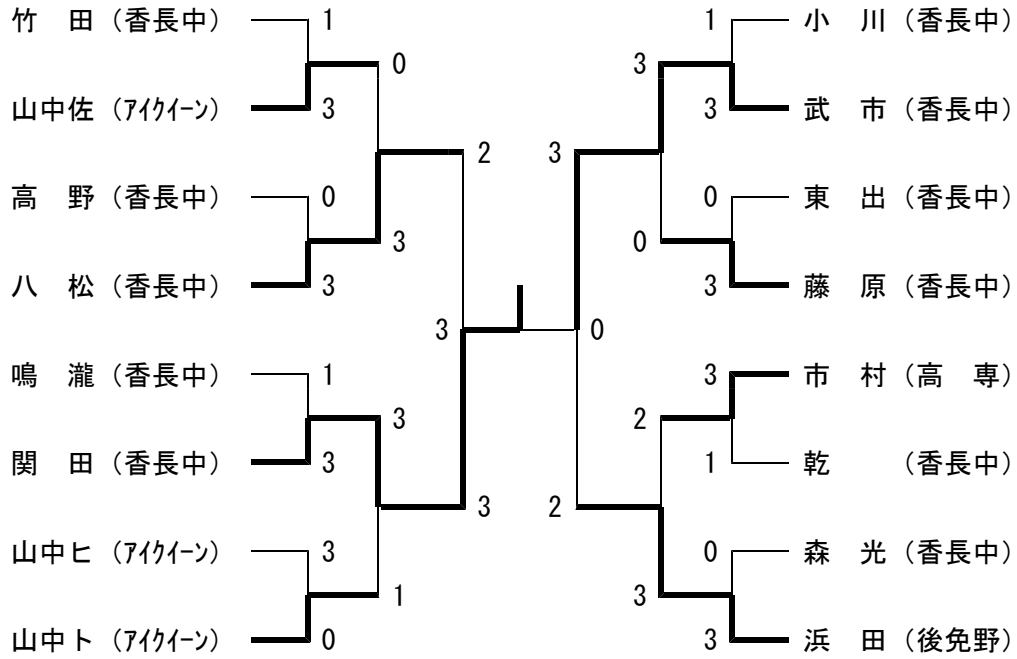 竹　田（香長中） 1 1 小　川（香長中）
0 3
山中佐（ｱｲｸｲｰﾝ） 3 3 武　市（香長中）
2 3
高　野（香長中） 0 0 東　出（香長中）
3 0
八　松（香長中） 3 3 藤　原（香長中）
3 0
鳴　瀧（香長中） 1 3 市　村（高　専）
3 2
関　田（香長中） 3 1 乾　　（香長中）
3 2
山中ヒ（ｱｲｸｲｰﾝ） 3 0 森　光（香長中）
1 3
山中ト（ｱｲｸｲｰﾝ） 0 3 浜　田（後免野）